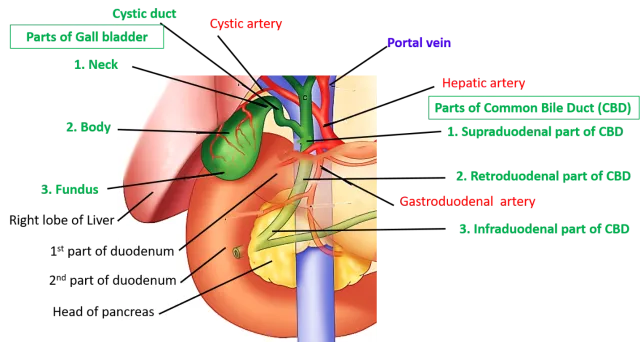 Cystic duct
Cystic artery
Parts of Gall bladder
Portal vein
1. Neck
Hepatic artery
Parts of Common Bile Duct (CBD)
2. Body
1. Supraduodenal part of CBD
3. Fundus
2. Retroduodenal part of CBD
Gastroduodenal artery
Right lobe of Liver
3. Infraduodenal part of CBD
1st part of duodenum
2nd part of duodenum
Head of pancreas